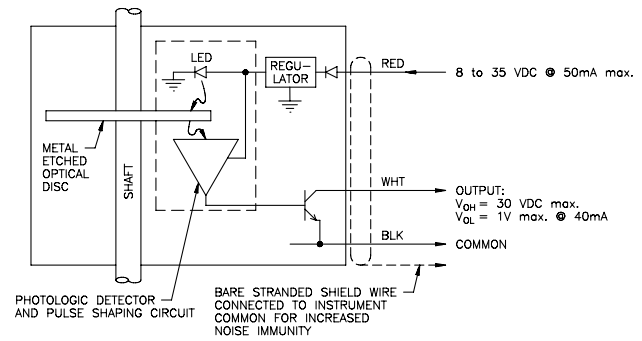 LED
REGU-
LATOR
RED
8 to 35 VDC @ 50mA max.
METAL
ETCHED
OPTICAL
DISC
SHAFT
WHT
OUTPUT:
VOH= 30 VDC max.
VOL= 1V max. @ 40mA
BLK
COMMON
PHOTOLOGIC DETECTOR
AND PULSE SHAPING CIRCUIT
BARE STRANDED SHIELD WIRE
CONNECTED TO INSTRUMENT
COMMON FOR INCREASED
NOISE IMMUNITY